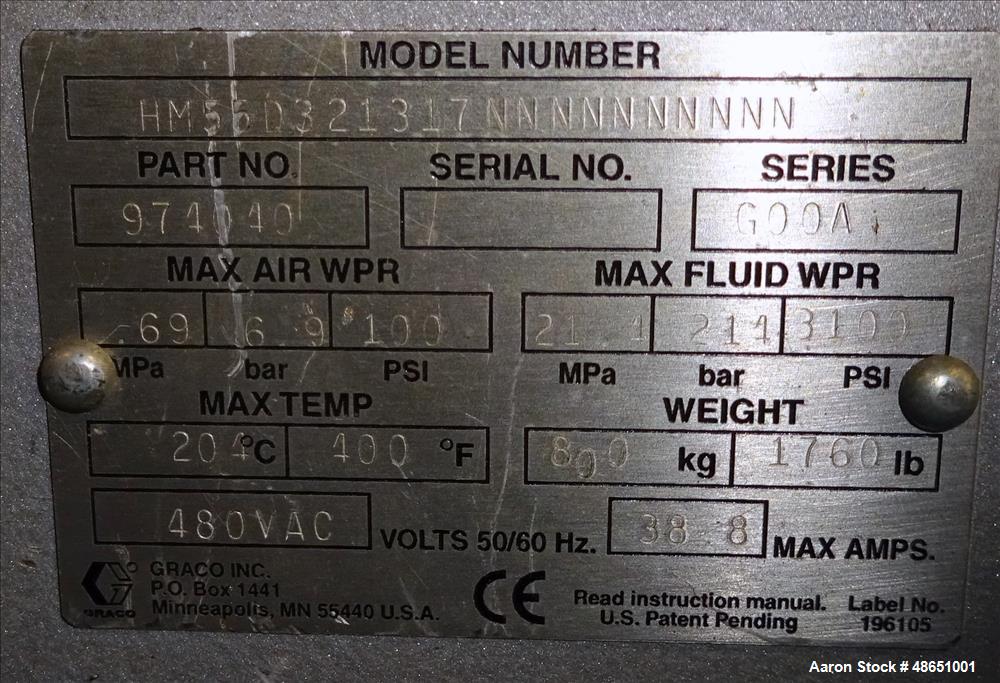 MODEL NUMBER
HM55D321317NNNNNNNNNN
PART NO. SERIAL NO. SERIES
974040 G00A
MAX AIR WPR MAX FLUID WPR
.69 6.9 100 21.4 214 3100
MPa bar PSI MPa bar PSI
MAX TEMP WEIGHT
204 °C 400 °F 800 kg 1760 lb
480VAC VOLTS 50/60 Hz. 38.8 MAX AMPS.
GRACO GRACO INC.
P.O. Box 1441
Minneapolis, MN 55440 U.S.A.
CE
Read instruction manual.
U.S. Patent Pending
Label No.
196105
Aaron Stock # 48651001